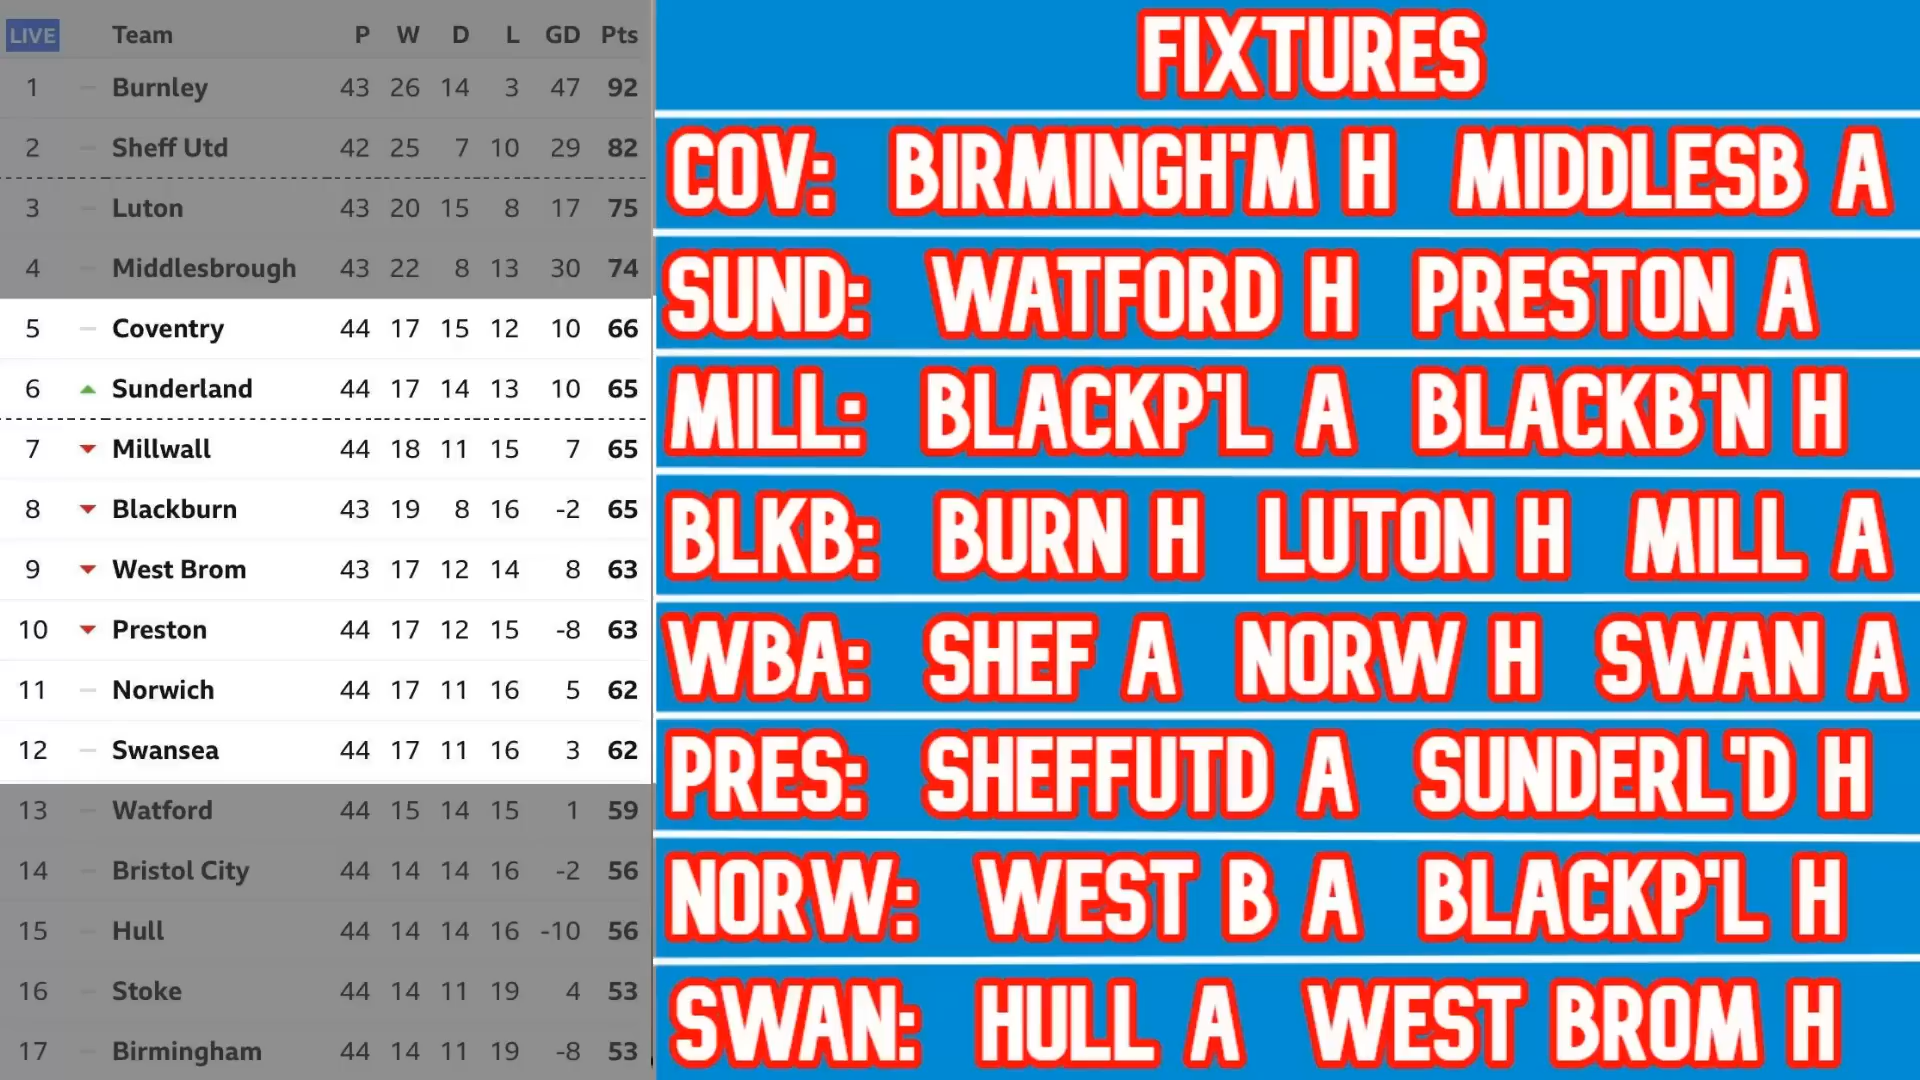 LIVE Team P W D L GD Pts
1 Burnley 43 26 14 3 47 92
2 Sheff Utd 42 25 7 10 29 82
3 Luton 43 20 15 8 17 75
4 Middlesbrough 43 22 8 13 30 74
5 Coventry 44 17 15 12 10 66
6 Sunderland 44 17 14 13 10 65
7 Millwall 44 18 11 15 7 65
8 Blackburn 43 19 8 16 -2 65
9 West Brom 43 17 12 14 8 63
10 Preston 44 17 12 15 -8 63
11 Norwich 44 17 11 16 5 62
12 Swansea 44 17 11 16 3 62
13 Watford 44 15 14 15 1 59
14 Bristol City 44 14 14 16 -2 56
15 Hull 44 14 14 16 -10 56
16 Stoke 44 14 11 19 4 53
17 Birmingham 44 14 11 19 -8 53
FIXTURES
COV: BIRMINGH'M H MIDDLESB A
SUND: WATFORD H PRESTON A
MILL: BLACKP'L A BLACKB'N H
BLKB: BURN H LUTON H MILL A
WBA: SHEF A NORW H SWAN A
PRES: SHEFFUTD A SUNDERL'D H
NORW: WEST B A BLACKP'L H
SWAN: HULL A WEST BROM H